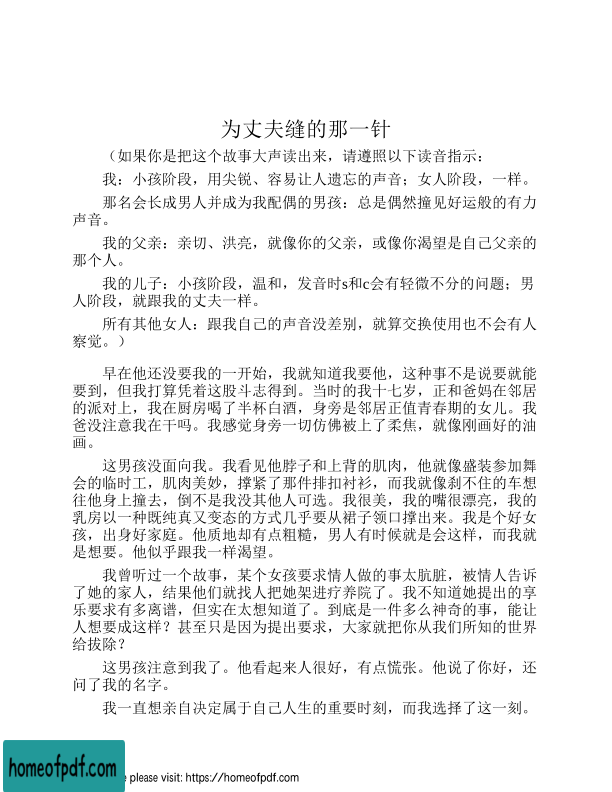 为丈夫缝的那一针
（如果你是把这个故事大声读出来，请遵照以下读音指示：
我：小孩阶段，用尖锐、容易让人遗忘的声音；女人阶段，一样。
那名会长成男人并成为我配偶的男孩：总是偶然撞见好运般的有力
声音。
我的父亲：亲切、洪亮，就像你的父亲，或像你渴望是自己父亲的
那个人。
我的儿子：小孩阶段，温和，发音时s和c会有轻微不分的问题；男
人阶段，就跟我的丈夫一样。
所有其他女人：跟我自己的声音没差别，就算交换使用也不会有人
察觉。）
早在他还没要我的一开始，我就知道我要他，这种事不是说要就能
要到，但我打算凭着这股斗志得到。当时的我十七岁，正和爸妈在邻居
的派对上，我在厨房喝了半杯白酒，身旁是邻居正值青春期的女儿。我
爸没注意我在干吗。我感觉身旁一切仿佛被上了柔焦，就像刚画好的油
画。
这男孩没面向我。我看见他脖子和上背的肌肉，他就像盛装参加舞
会的临时工，肌肉美妙，撑紧了那件排扣衬衫，而我就像刹不住的车想
往他身上撞去，倒不是我没其他人可选。我很美，我的嘴很漂亮，我的
乳房以一种既纯真又变态的方式几乎要从裙子领口撑出来。我是个好女
孩，出身好家庭。他质地却有点粗糙，男人有时候就是会这样，而我就
是想要。他似乎跟我一样渴望。
我曾听过一个故事，某个女孩要求情人做的事太肮脏，被情人告诉
了她的家人，结果他们就找人把她架进疗养院了。我不知道她提出的享
乐要求有多离谱，但实在太想知道了。到底是一件多么神奇的事，能让
人想要成这样？甚至只是因为提出要求，大家就把你从我们所知的世界
给拔除？
这男孩注意到我了。他看起来人很好，有点慌张。他说了你好，还
问了我的名字。
我一直想亲自决定属于自己人生的重要时刻，而我选择了这一刻。
homeofpdf.com
e please visit: https://homeofpdf.com